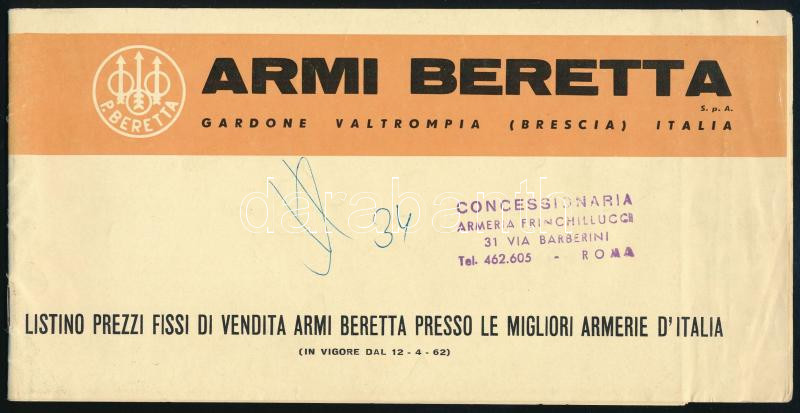 ARMI BERETTA
S. p. A.
P. BERETTA
GARDONE VALTROMPIA (BRESCIA) ITALIA
34
CONCESSIONARIA
ARMERIA FRINCHILLUCCI
31 VIA BARBERINI
Tel. 462.605 - ROMA
darabanth
LISTINO PREZZI FISSI DI VENDITA ARMI BERETTA PRESSO LE MIGLIORI ARMERIE D'ITALIA
(IN VIGORE DAL 12 - 4 - 62)